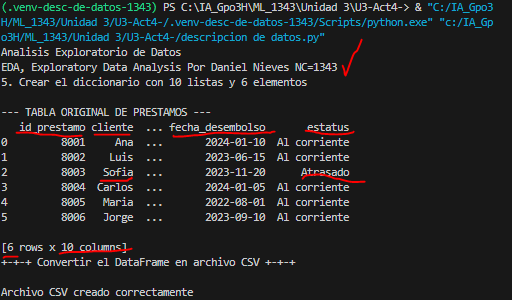 (.venv-desc-de-datos-1343) PS C:\IA_Gpo3H\ML_1343\Unidad 3\U3-Act4-> & "C:/IA_Gpo3
H/ML_1343/Unidad 3/U3-Act4-/.venv-desc-de-datos-1343/Scripts/python.exe" "c:/IA_Gp
o3H/ML_1343/Unidad 3/U3-Act4-/descripcion de datos.py"
Analisis Exploratorio de Datos
EDA, Exploratory Data Analysis Por Daniel Nieves NC=1343
5. Crear el diccionario con 10 listas y 6 elementos
--- TABLA ORIGINAL DE PRESTAMOS ---
id_prestamo cliente ... fecha_desembolso estatus
0 8001 Ana ... 2024-01-10 Al corriente
1 8002 Luis ... 2023-06-15 Al corriente
2 8003 Sofia ... 2023-11-20 Atrasado
3 8004 Carlos ... 2024-01-05 Al corriente
4 8005 Maria ... 2022-08-01 Al corriente
5 8006 Jorge ... 2023-09-10 Al corriente
[6 rows x 10 columns]
+-+-+ Convertir el DataFrame en archivo CSV +-+-+
Archivo CSV creado correctamente